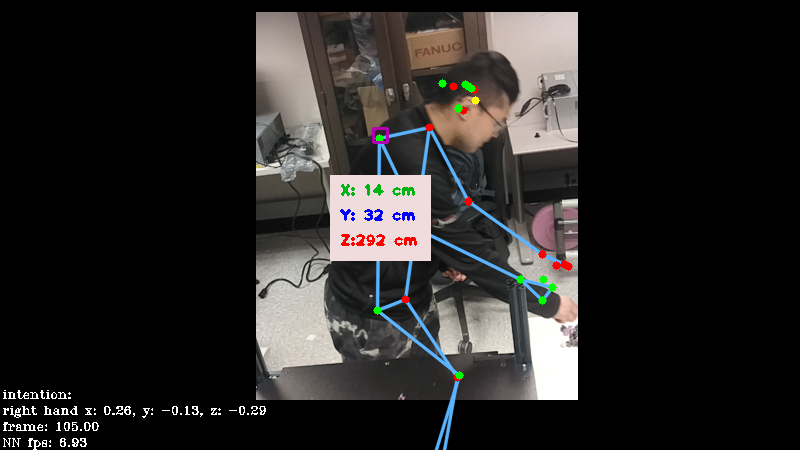 FANUC
X: 14 cm
Y: 32 cm
Z:292 cm
intention:
right hand x: 0.26, y: −0.13, z: −0.29
frame: 105.00
NN fps: 6.93